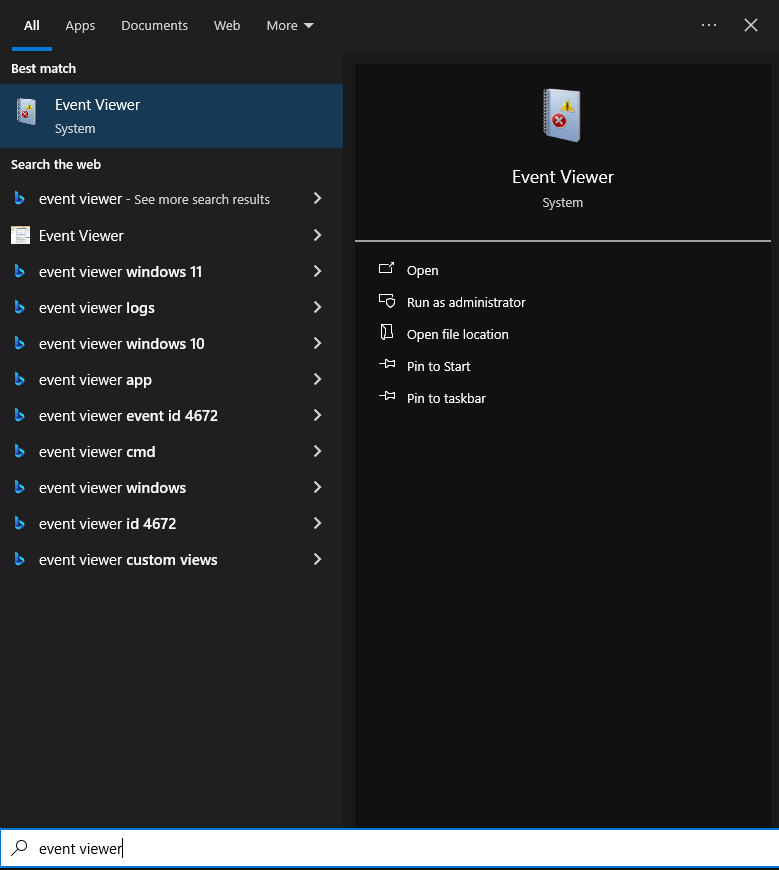 All Apps Documents Web More ...
Best match
Event Viewer
System
Search the web
event viewer - See more search results
Event Viewer
event viewer windows 11
event viewer logs
event viewer windows 10
event viewer app
event viewer event id 4672
event viewer cmd
event viewer windows
event viewer id 4672
event viewer custom views
Event Viewer
System
Open
Run as administrator
Open file location
Pin to Start
Pin to taskbar
event viewer